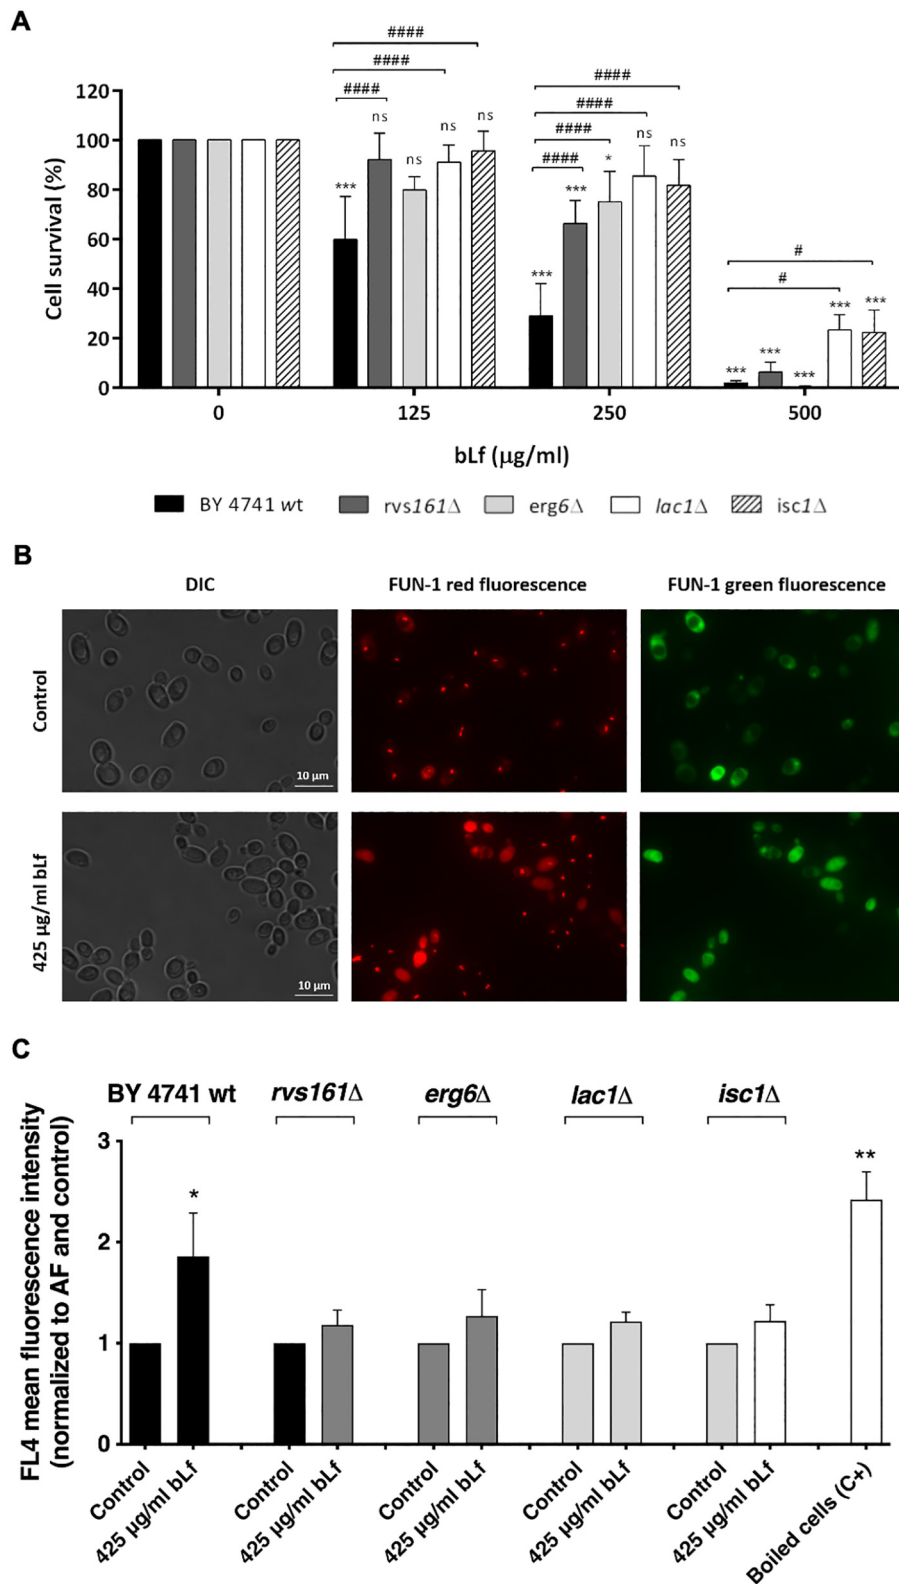 A
####
####
####
####
####
####
####
120
100
80
60
40
20
0
Cell survival (%)
***
ns
ns
ns
ns
***
***
*
ns
ns
#
#
***
***
***
***
***
0
125
250
500
bLf (µg/ml)
BY 4741 wt
rvs161Δ
erg6Δ
lac1Δ
isc1Δ
B
DIC
FUN-1 red fluorescence
FUN-1 green fluorescence
Control
10 µm
425 µg/ml bLf
10 µm
C
BY 4741 wt
rvs161Δ
erg6Δ
lac1Δ
isc1Δ
FL4 mean fluorescence intensity
(normalized to AF and control)
3
2
1
0
*
**
Control
425 µg/ml bLf
Control
425 µg/ml bLf
Control
425 µg/ml bLf
Control
425 µg/ml bLf
Control
425 µg/ml bLf
Boiled cells (C+)